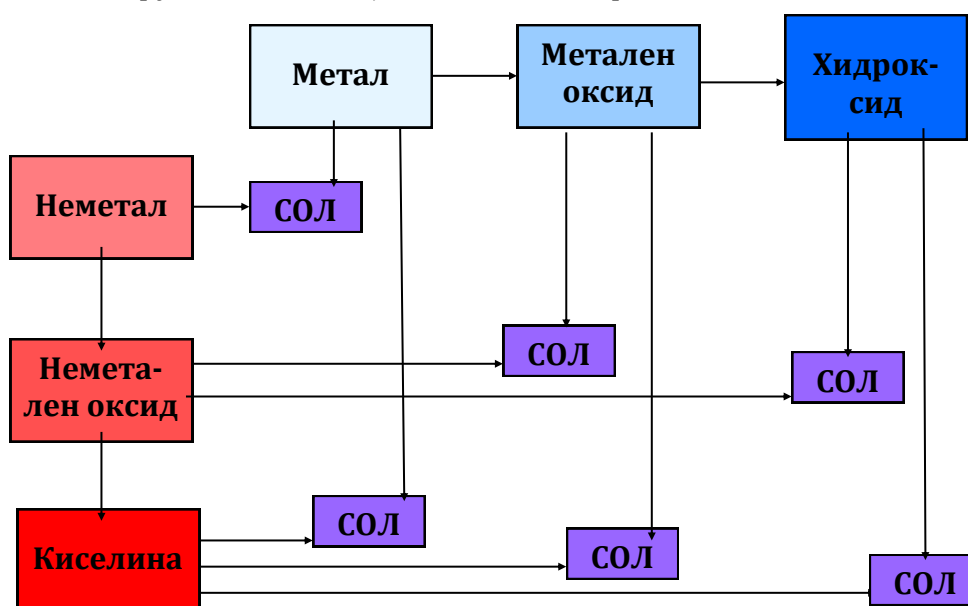 Метал
Метален
оксид
Хидрок-
сид
Неметал
СОЛ
Немета-
лен оксид
СОЛ
СОЛ
Киселина
СОЛ
СОЛ
СОЛ